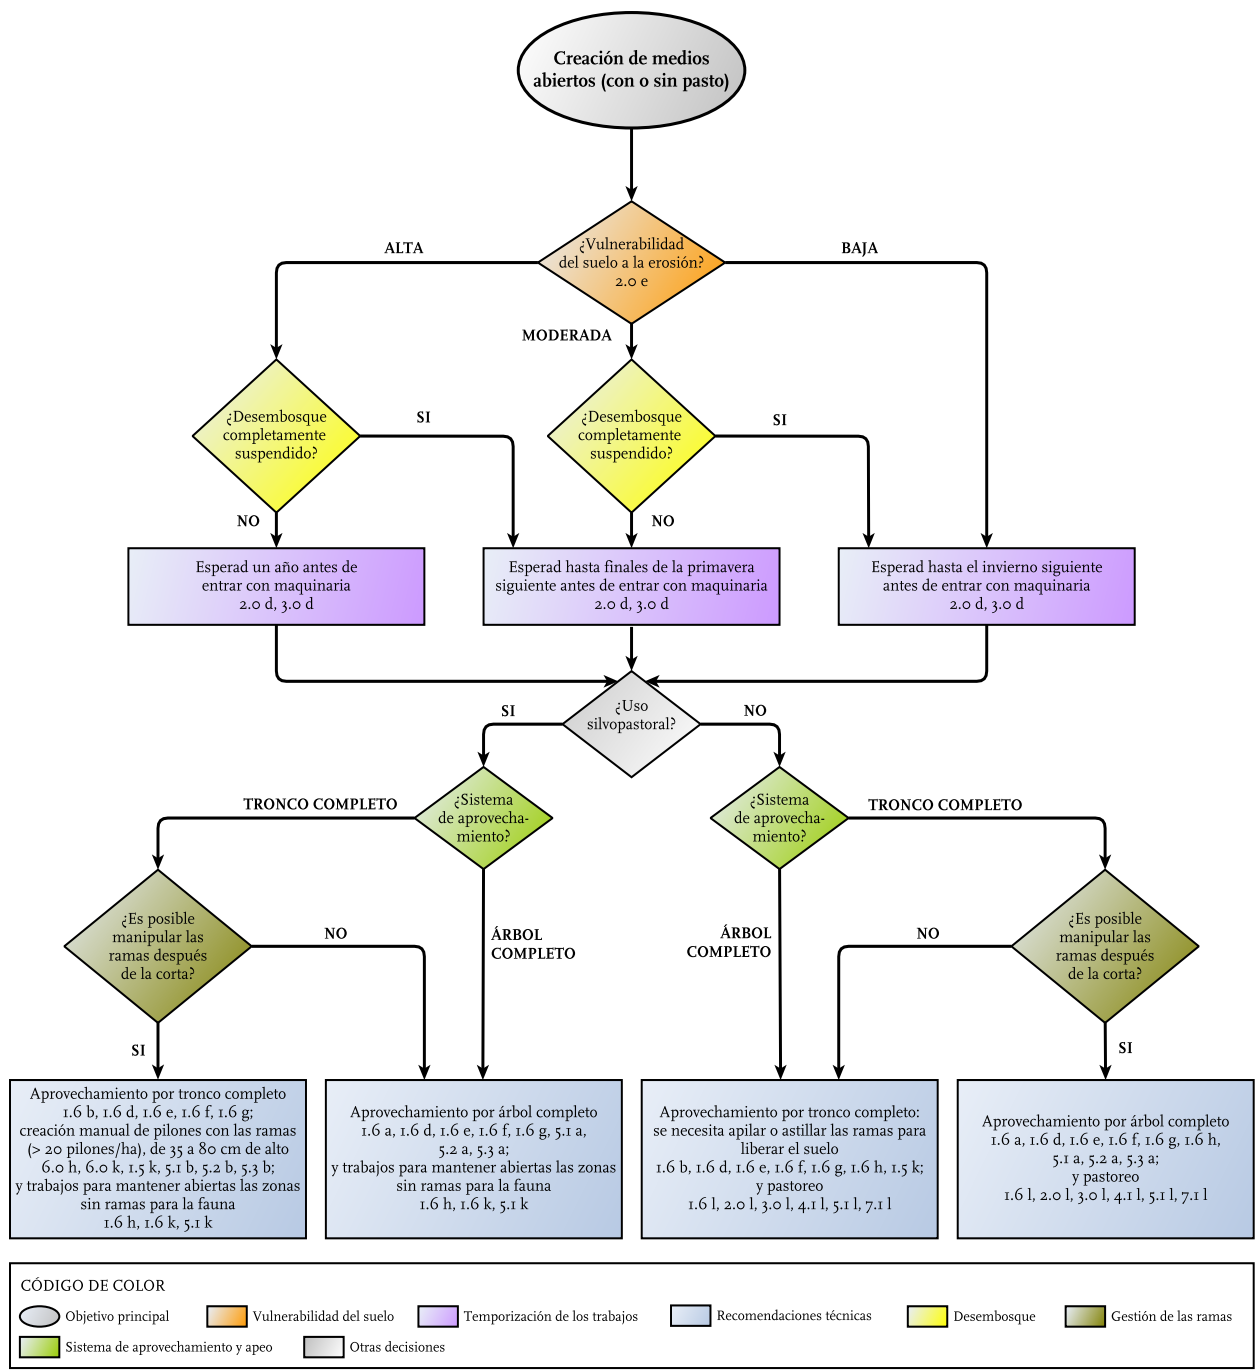 Creación de medios
abiertos (con o sin pasto)
¿Vulnerabilidad
del suelo a la erosión?
2.0 e
ALTA
BAJA
MODERADA
¿Desembosque
completamente
suspendido?
SI
¿Desembosque
completamente
suspendido?
SI
NO
NO
Esperad un año antes de
entrar con maquinaria
2.0 d, 3.0 d
Esperad hasta finales de la primavera
siguiente antes de entrar con maquinaria
2.0 d, 3.0 d
Esperad hasta el invierno siguiente
antes de entrar con maquinaria
2.0 d, 3.0 d
¿Uso
silvopastoral?
SI
NO
¿Sistema
de aprovecha-
miento?
TRONCO COMPLETO
¿Sistema
de aprovecha-
miento?
TRONCO COMPLETO
¿Es posible
manipular las
ramas después
de la corta?
NO
ÁRBOL
COMPLETO
ÁRBOL
COMPLETO
NO
¿Es posible
manipular las
ramas después
de la corta?
SI
SI
Aprovechamiento por tronco completo
1.6 b, 1.6 d, 1.6 e, 1.6 f, 1.6 g;
creación manual de pilones con las ramas
(> 20 pilones/ha), de 35 a 80 cm de alto
6.0 h, 6.0 k, 1.5 k, 5.1 b, 5.2 b, 5.3 b;
y trabajos para mantener abiertas las zonas
sin ramas para la fauna
1.6 h, 1.6 k, 5.1 k
Aprovechamiento por árbol completo
1.6 a, 1.6 d, 1.6 e, 1.6 f, 1.6 g, 5.1 a,
5.2 a, 5.3 a;
y trabajos para mantener abiertas las zonas
sin ramas para la fauna
1.6 h, 1.6 k, 5.1 k
Aprovechamiento por tronco completo:
se necesita apilar o astillar las ramas para
liberar el suelo
1.6 b, 1.6 d, 1.6 e, 1.6 f, 1.6 g, 1.6 h, 1.5 k;
y pastoreo
1.6 l, 2.0 l, 3.0 l, 4.1 l, 5.1 l, 7.1 l
Aprovechamiento por árbol completo
1.6 a, 1.6 d, 1.6 e, 1.6 f, 1.6 g, 1.6 h,
5.1 a, 5.2 a, 5.3 a;
y pastoreo
1.6 l, 2.0 l, 3.0 l, 4.1 l, 5.1 l, 7.1 l
CÓDIGO DE COLOR
Objetivo principal
Vulnerabilidad del suelo
Temporización de los trabajos
Recomendaciones técnicas
Desembosque
Gestión de las ramas
Sistema de aprovechamiento y apeo
Otras decisiones